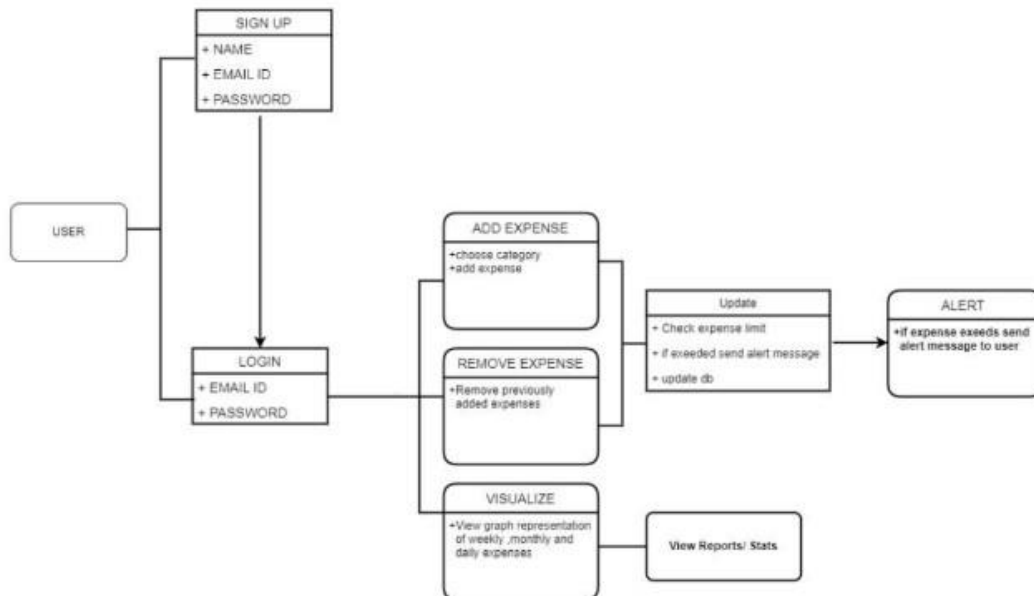 SIGN UP
+ NAME
+ EMAIL ID
+ PASSWORD
USER
LOGIN
+ EMAIL ID
+ PASSWORD
ADD EXPENSE
+choose category
+add expense
REMOVE EXPENSE
+Remove previously
added expenses
VISUALIZE
+View graph representation
of weekly ,monthly and
daily expenses
Update
+ Check expense limit
+ if exeeded send alert message
+ update db
ALERT
+if expense exeeds send
alert message to user
View Reports/ Stats